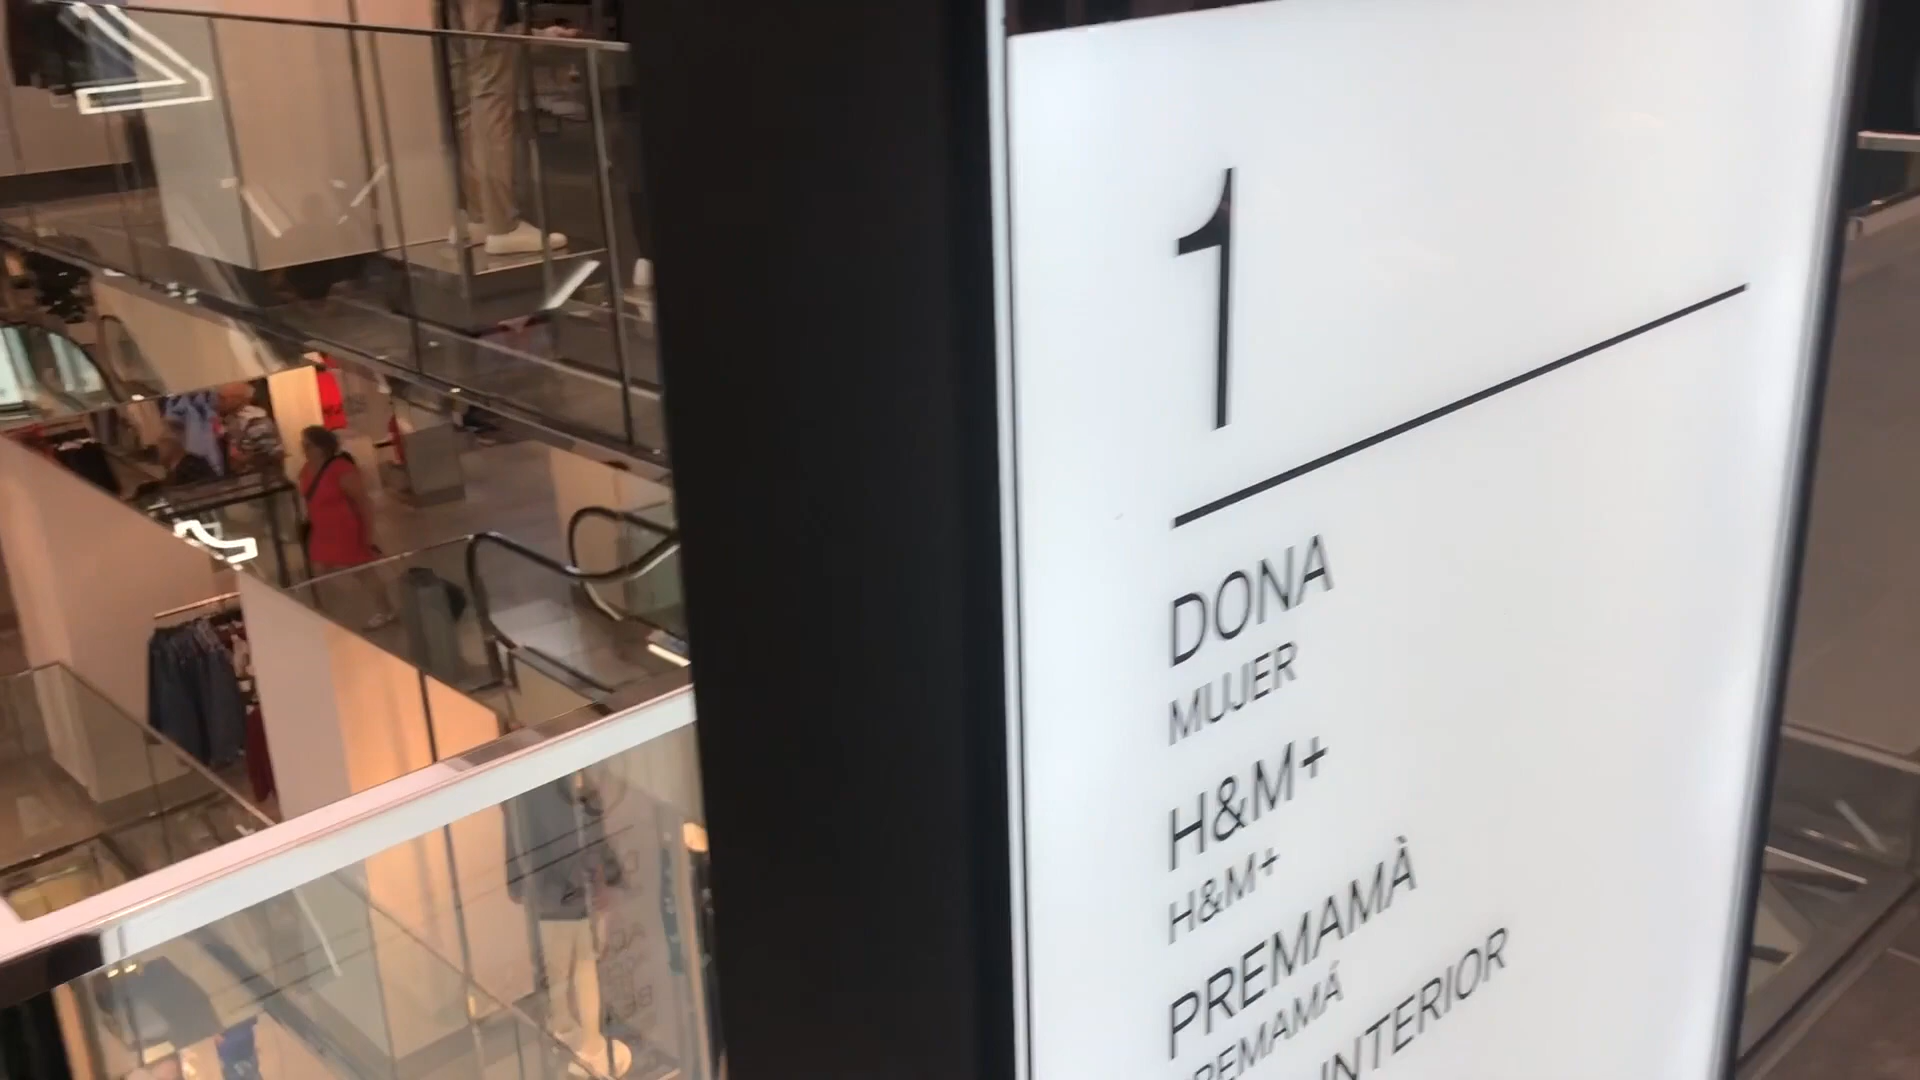 1
DONA
MUJER
H&M+
H&M+
PREMAMÀ
PREMAMÁ
INTERIOR